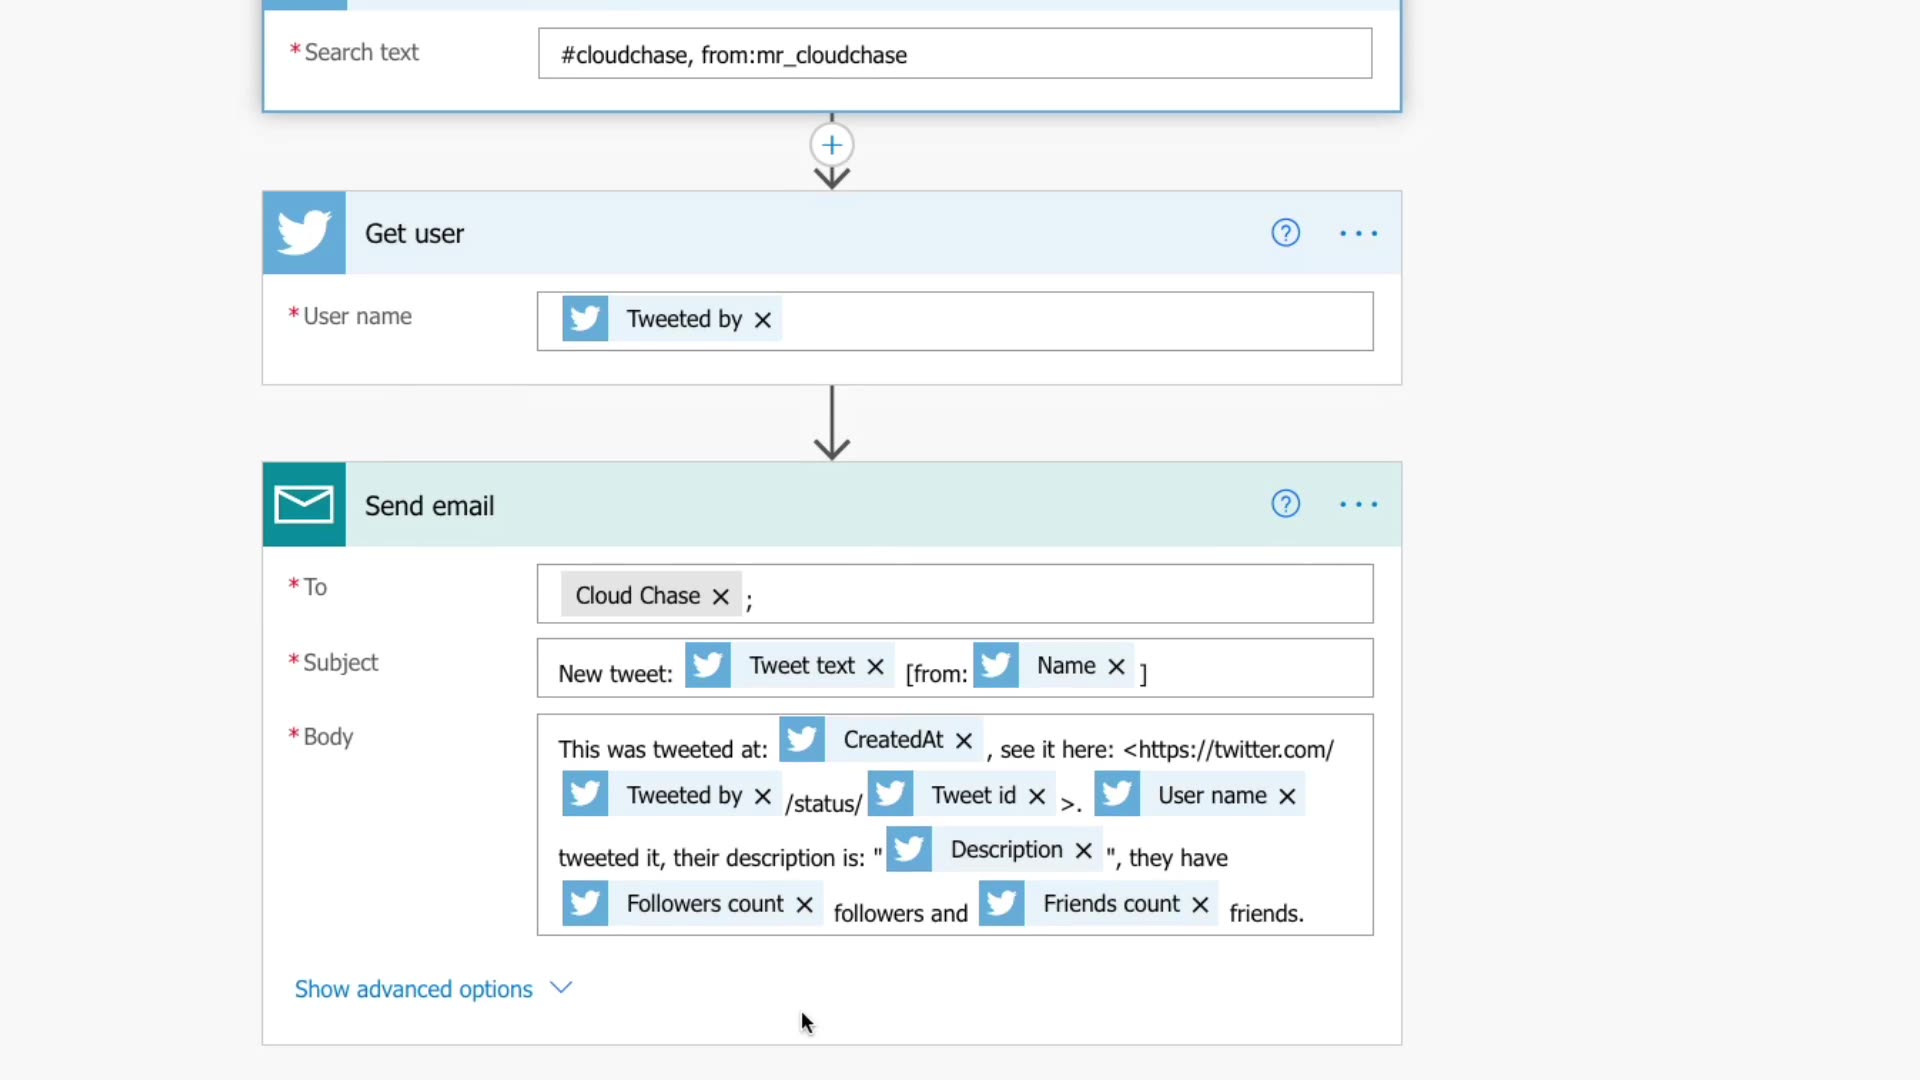 *Search text
#cloudchase, from:mr_cloudchase
Get user
*User name
Tweeted by ×
Send email
*To
Cloud Chase × ;
*Subject
New tweet: Tweet text × [from: Name × ]
*Body
This was tweeted at: CreatedAt × , see it here: <https://twitter.com/
Tweeted by × /status/ Tweet id × >. User name ×
tweeted it, their description is: " Description × ", they have
Followers count × followers and Friends count × friends.
Show advanced options